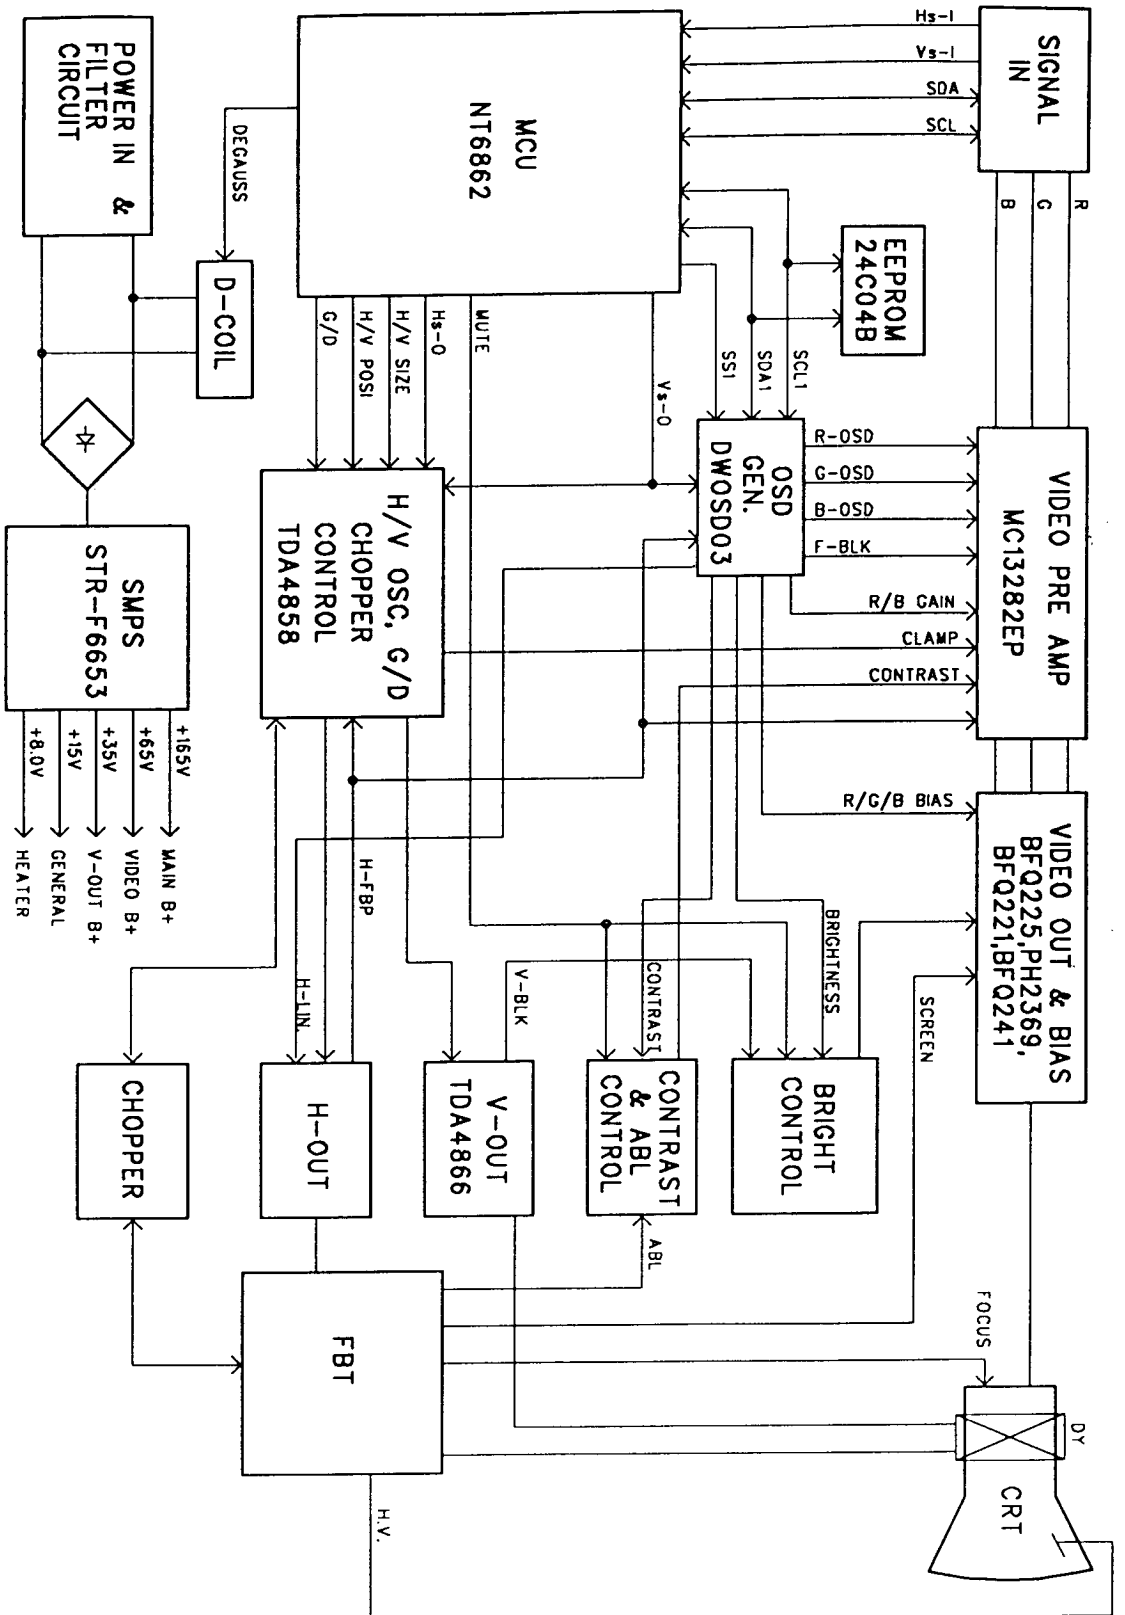 SIGNAL
IN
R
G
B
VIDEO PRE AMP
MC13282EP
VIDEO OUT & BIAS
BFQ225,PH2369,
BFQ221,BFQ241
CRT
DY
FOCUS
SCREEN
Hs-I
Vs-I
SDA
SCL
EEPROM
24C04B
SCL1
SDA1
SS1
R-OSD
G-OSD
B-OSD
F-BLK
R/B GAIN
CLAMP
CONTRAST
R/G/B BIAS
BRIGHTNESS
OSD
GEN.
DWOSD03
BRIGHT
CONTROL
CONTRAST
CONTRAST
& ABL
CONTROL
ABL
MCU
NT6862
Vs-O
MUTE
Hs-O
H/V SIZE
H/V POSI
G/D
H/V OSC, G/D
CHOPPER
CONTROL
TDA4858
V-BLK
V-OUT
TDA4866
H-FBP
H-LIN.
H-OUT
FBT
H.V.
DEGAUSS
D-COIL
CHOPPER
POWER IN &
FILTER
CIRCUIT
SMPS
STR-F6653
+165V
MAIN B+
+65V
VIDEO B+
+35V
V-OUT B+
+15V
GENERAL
+8.0V
HEATER